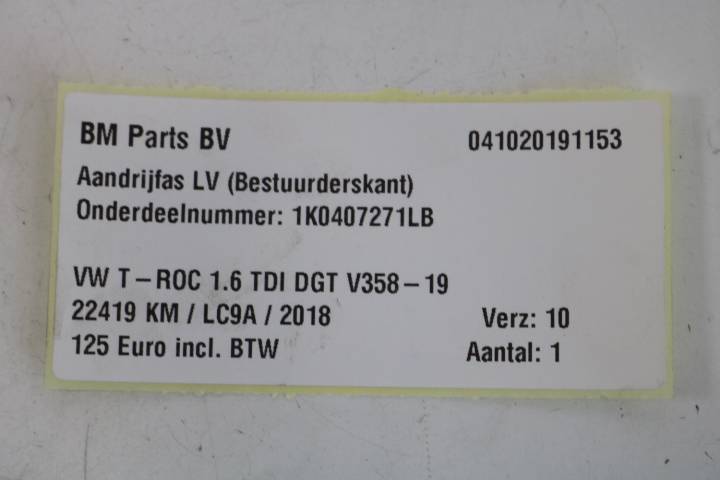 BM Parts BV 041020191153
Aandrijfas LV (Bestuurderskant)
Onderdeelnummer: 1K0407271LB
VW T-ROC 1.6 TDI DGT V358-19
22419 KM / LC9A / 2018 Verz: 10
125 Euro incl. BTW Aantal: 1